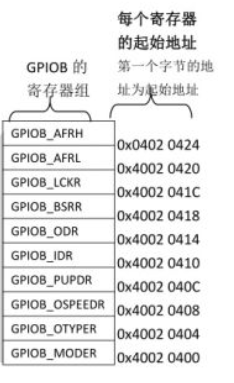 每个寄存器
的起始地址
GPIOB 的
寄存器组
第一个字节的地
址为起始地址
GPIOB_AFRH
0x0402 0424
GPIOB_AFRL
0x4002 0420
GPIOB_LCKR
0x4002 041C
GPIOB_BSRR
0x4002 0418
GPIOB_ODR
0x4002 0414
GPIOB_IDR
0x4002 0410
GPIOB_PUPDR
0x4002 040C
GPIOB_OSPEEDR
0x4002 0408
GPIOB_OTYPER
0x4002 0404
GPIOB_MODER
0x4002 0400